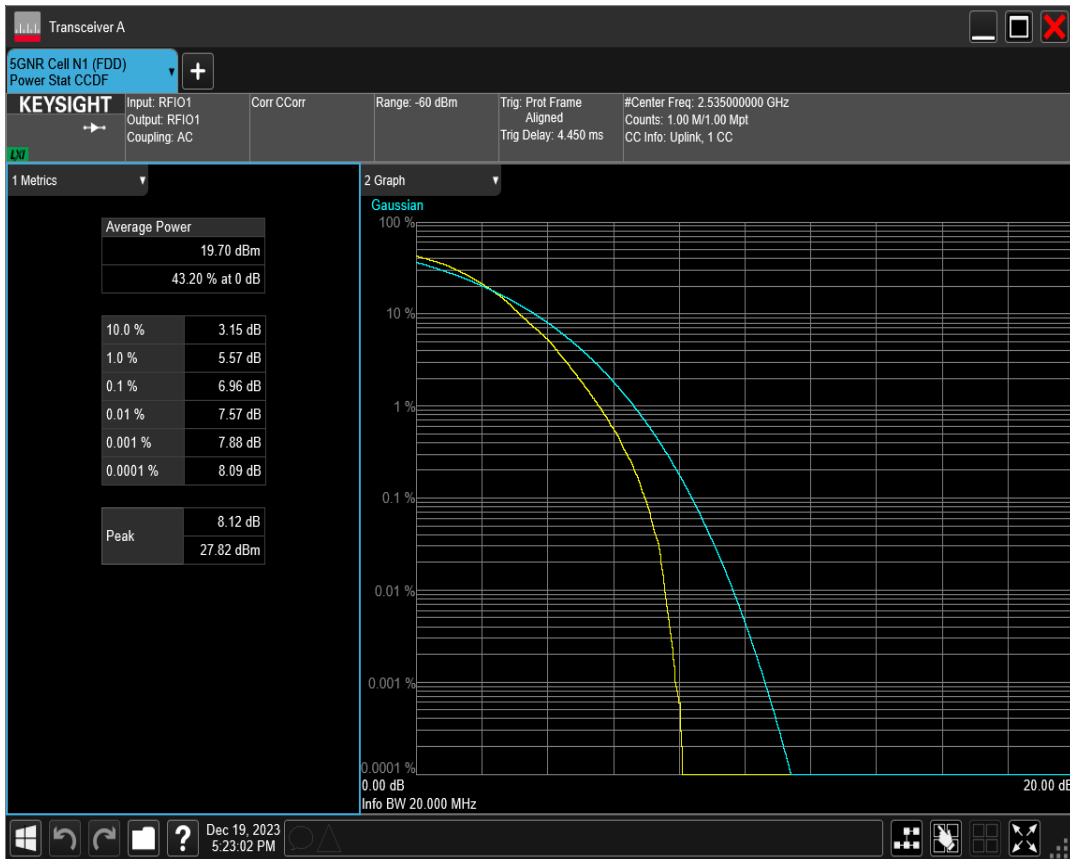 Transceiver A
5GNR Cell N1 (FDD)
Power Stat CCDF
+
KEYSIGHT
LXI
Input: RFIO1
Output: RFIO1
Coupling: AC
Corr CCorr
Range: -60 dBm
Trig: Prot Frame
Aligned
Trig Delay: 4.450 ms
#Center Freq: 2.535000000 GHz
Counts: 1.00 M/1.00 Mpt
CC Info: Uplink, 1 CC
1 Metrics
Average Power
19.70 dBm
43.20 % at 0 dB
10.0 % 3.15 dB
1.0 % 5.57 dB
0.1 % 6.96 dB
0.01 % 7.57 dB
0.001 % 7.88 dB
0.0001 % 8.09 dB
Peak
8.12 dB
27.82 dBm
2 Graph
Gaussian
100 %
10 %
1 %
0.1 %
0.01 %
0.001 %
0.0001 %
0.00 dB 20.00 dB
Info BW 20.000 MHz
?
Dec 19, 2023
5:23:02 PM